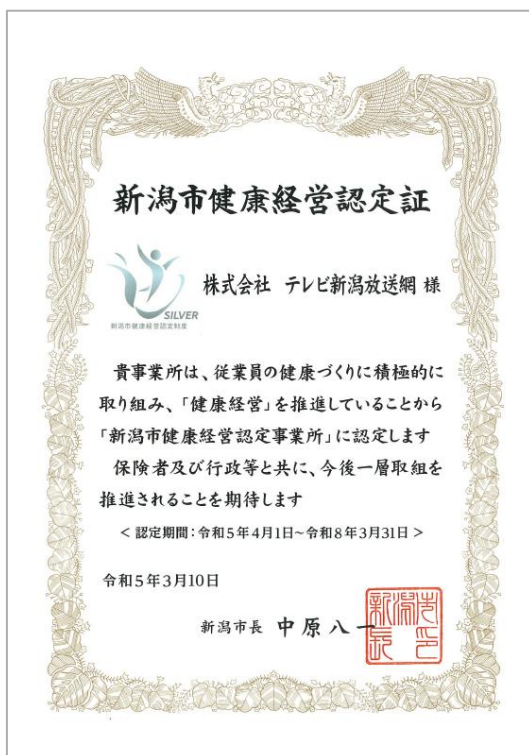 新潟市健康経営認定証
SILVER
新潟市健康経営認定制度
株式会社 テレビ新潟放送網 様
貴事業所は、従業員の健康づくりに積極的に
取り組み、「健康経営」を推進していることから
「新潟市健康経営認定事業所」に認定します
保険者及び行政等と共に、今後一層取組を
推進されることを期待します
<認定期間:令和5年4月1日~令和8年3月31日>
令和5年3月10日
新潟市長 中原八一
新潟市長之印